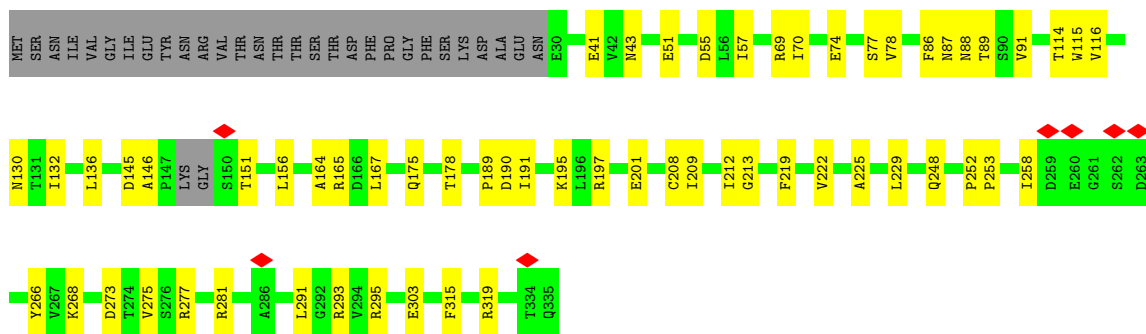 MET SER ASN ILE VAL GLY ILE GLU TYR ASN ARG VAL THR ASN THR THR SER THR ASP PHE PRO GLY PHE SER LYS ASP ALA GLU ASN E30 E41 V42 N43 E51 D55 L56 I57 R69 I70 E74 S77 V78 F86 N87 N88 T89 S90 V91 T114 W115 V116
N130 T131 I132 L136 D145 A146 P147 LYS GLY S150 T151 L156 A164 R165 D166 L167 Q175 T178 P189 D190 I191 K195 L196 R197 E201 C208 I209 I212 G213 F219 V222 A225 L229 Q248 P252 P253 I258 D259 E260 G261 S262 D263
Y266 V267 K268 D273 T274 V275 S276 R277 R281 A286 L291 G292 R293 V294 R295 E303 F315 R319 T334 Q335